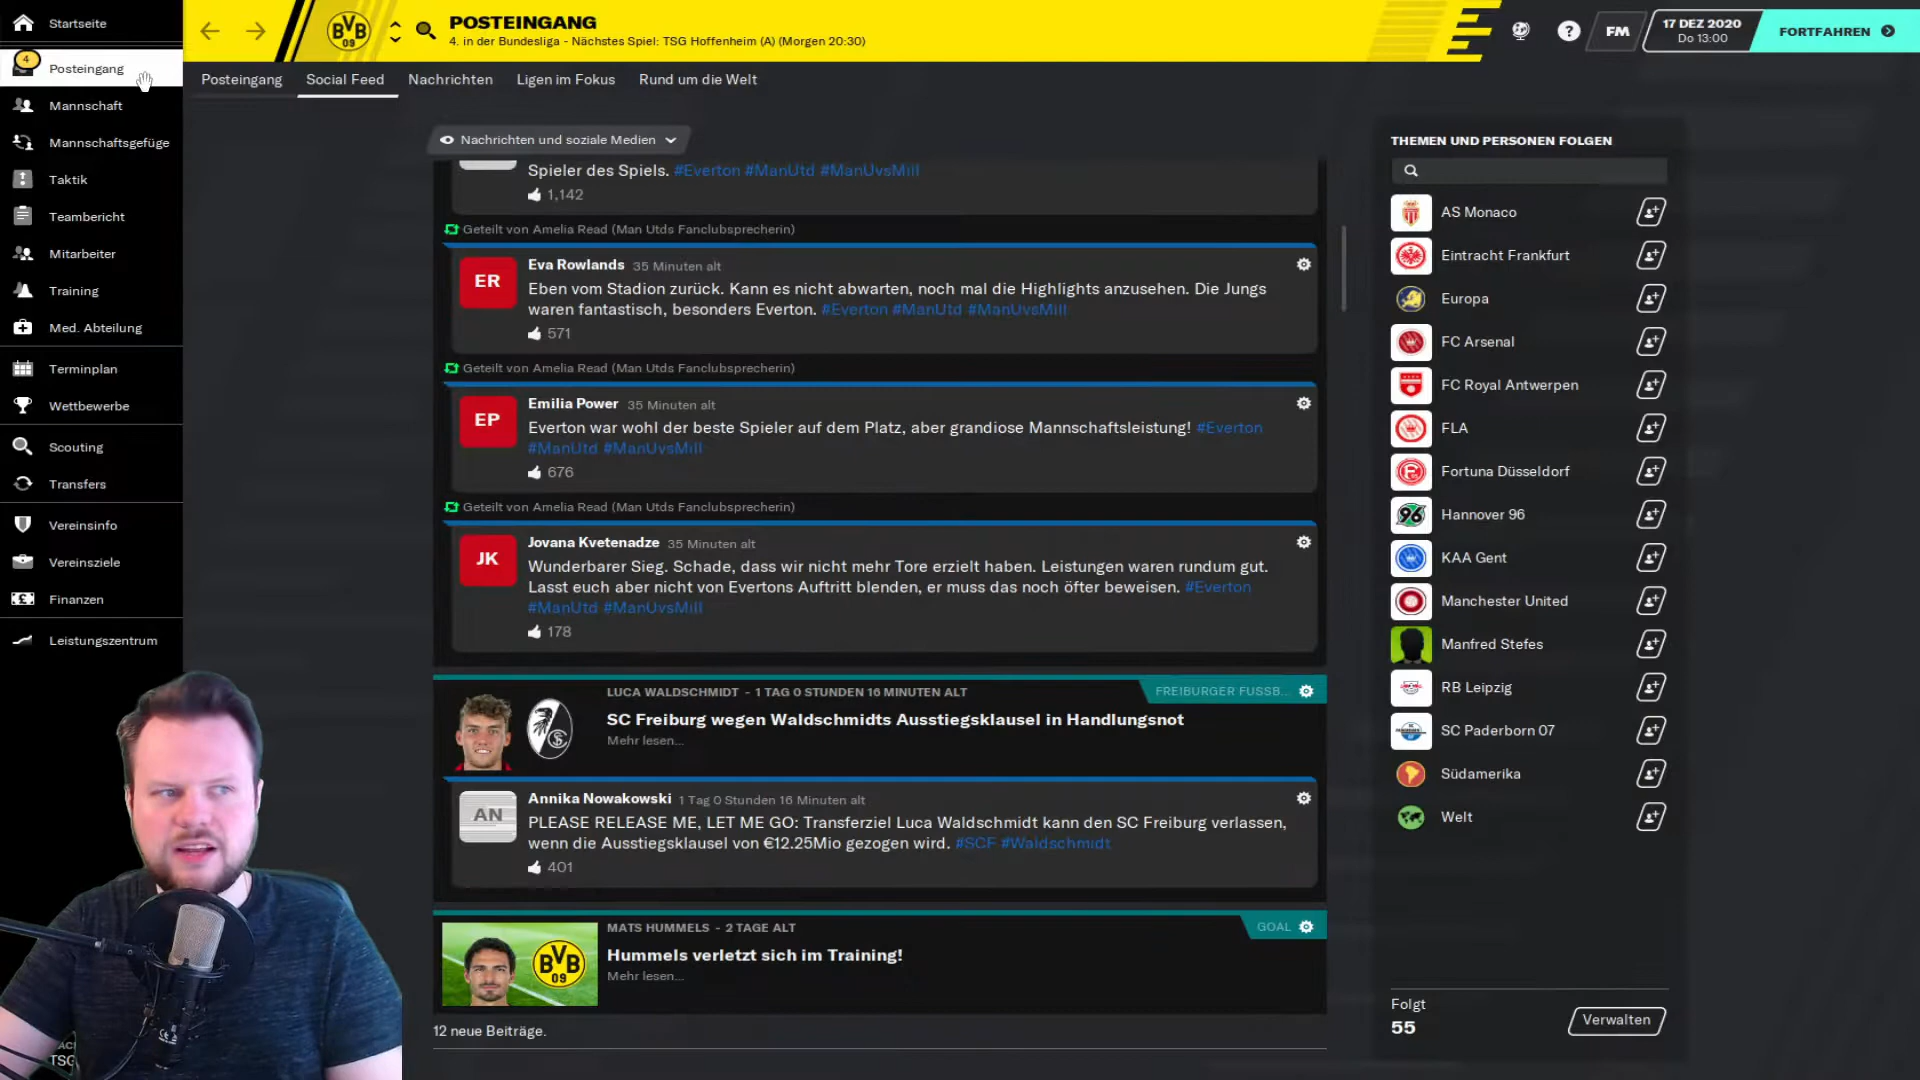 Startseite
4
Posteingang
Mannschaft
Mannschaftsgefüge
Taktik
Teambericht
Mitarbeiter
Training
Med. Abteilung
Terminplan
Wettbewerbe
Scouting
Transfers
Vereinsinfo
Vereinsziele
Finanzen
Leistungszentrum
BVB
09
POSTEINGANG
4. in der Bundesliga - Nächstes Spiel: TSG Hoffenheim (A) (Morgen 20:30)
?
FM
17 DEZ 2020
Do 13:00
FORTFAHREN
Posteingang
Social Feed
Nachrichten
Ligen im Fokus
Rund um die Welt
Nachrichten und soziale Medien
Spieler des Spiels. #Everton #ManUtd #ManUvsMill
1,142
Geteilt von Amelia Read (Man Utds Fanclubsprecherin)
ER
Eva Rowlands 35 Minuten alt
Eben vom Stadion zurück. Kann es nicht abwarten, noch mal die Highlights anzusehen. Die Jungs
waren fantastisch, besonders Everton. #Everton #ManUtd #ManUvsMill
571
Geteilt von Amelia Read (Man Utds Fanclubsprecherin)
EP
Emilia Power 35 Minuten alt
Everton war wohl der beste Spieler auf dem Platz, aber grandiose Mannschaftsleistung! #Everton
#ManUtd #ManUvsMill
676
Geteilt von Amelia Read (Man Utds Fanclubsprecherin)
JK
Jovana Kvetenadze 35 Minuten alt
Wunderbarer Sieg. Schade, dass wir nicht mehr Tore erzielt haben. Leistungen waren rundum gut.
Lasst euch aber nicht von Evertons Auftritt blenden, er muss das noch öfter beweisen. #Everton
#ManUtd #ManUvsMill
178
LUCA WALDSCHMIDT - 1 TAG 0 STUNDEN 16 MINUTEN ALT
FREIBURGER FUSSB...
SC Freiburg wegen Waldschmidts Ausstiegsklausel in Handlungsnot
Mehr lesen...
AN
Annika Nowakowski 1 Tag 0 Stunden 16 Minuten alt
PLEASE RELEASE ME, LET ME GO: Transferziel Luca Waldschmidt kann den SC Freiburg verlassen,
wenn die Ausstiegsklausel von €12.25Mio gezogen wird. #SCF #Waldschmidt
401
MATS HUMMELS - 2 TAGE ALT
GOAL
Hummels verletzt sich im Training!
Mehr lesen...
BVB
09
12 neue Beiträge.
THEMEN UND PERSONEN FOLGEN
AS Monaco
Eintracht Frankfurt
Europa
FC Arsenal
FC Royal Antwerpen
FLA
Fortuna Düsseldorf
96
Hannover 96
KAA Gent
Manchester United
Manfred Stefes
RB Leipzig
SC Paderborn 07
Südamerika
Welt
Folgt
55
Verwalten